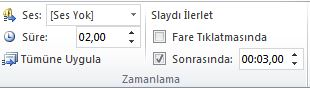 Ses: [Ses Yok]
Süre: 02,00
Tümüne Uygula
Slaydı İlerlet
Fare Tıklatmasında
Sonrasında: 00:03,00
Zamanlama